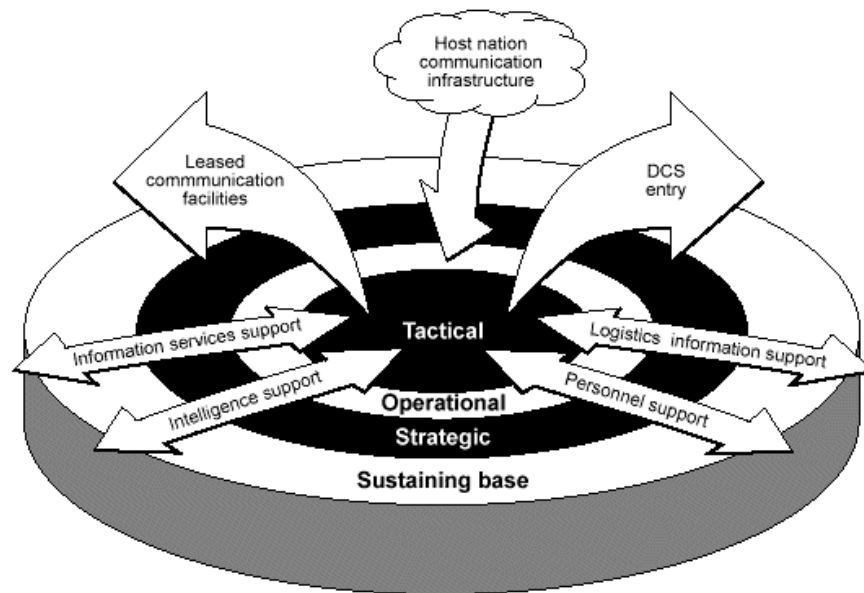 Host nation
communication
infrastructure
Leased
commmunication
facilities
DCS
entry
Tactical
Information services support
Logistics information support
Intelligence support
Personnel support
Operational
Strategic
Sustaining base